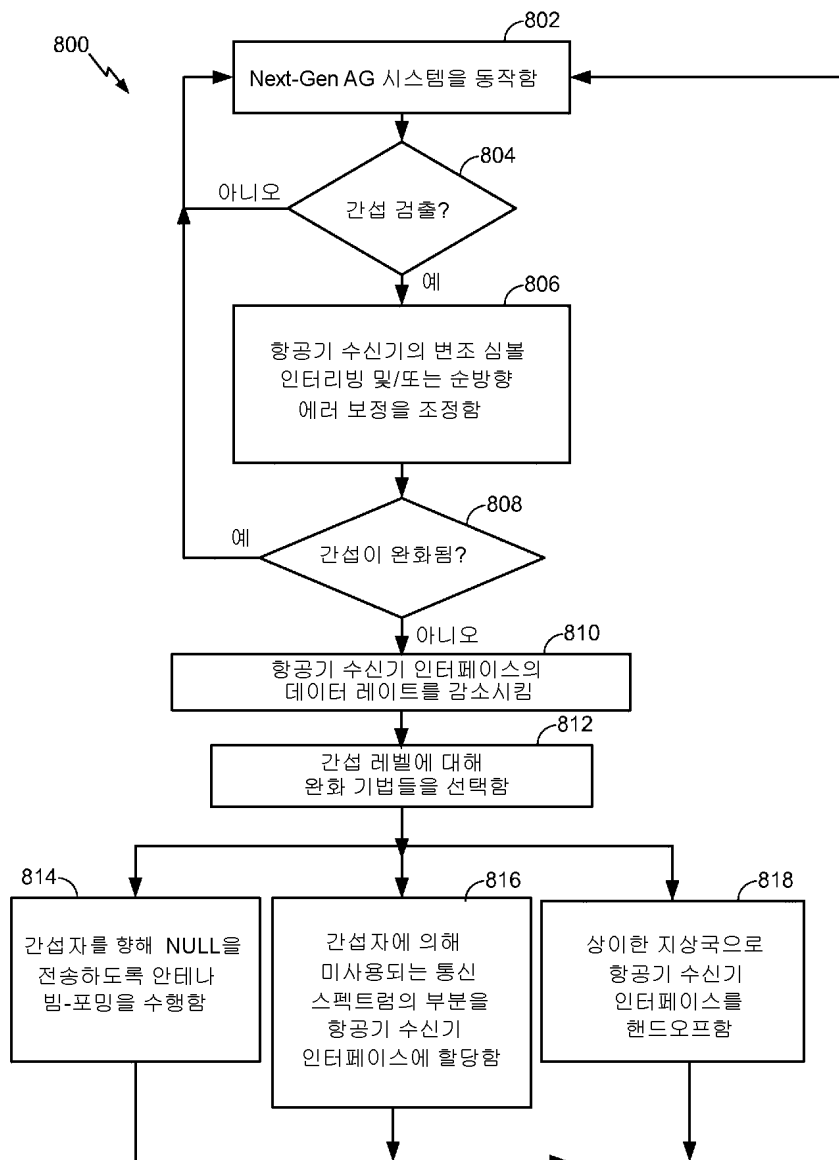 800
802
Next-Gen AG 시스템을 동작함
804
간섭 검출?
아니오
예
806
항공기 수신기의 변조 심볼
인터리빙 및/또는 순방향
에러 보정을 조정함
808
간섭이 완화됨?
예
아니오
810
항공기 수신기 인터페이스의
데이터 레이트를 감소시킴
812
간섭 레벨에 대해
완화 기법들을 선택함
814
간섭자를 향해 NULL을
전송하도록 안테나
빔-포밍을 수행함
816
간섭자에 의해
미사용되는 통신
스펙트럼의 부분을
항공기 수신기
인터페이스에 할당함
818
상이한 지상국으로
항공기 수신기
인터페이스를
핸드오프함